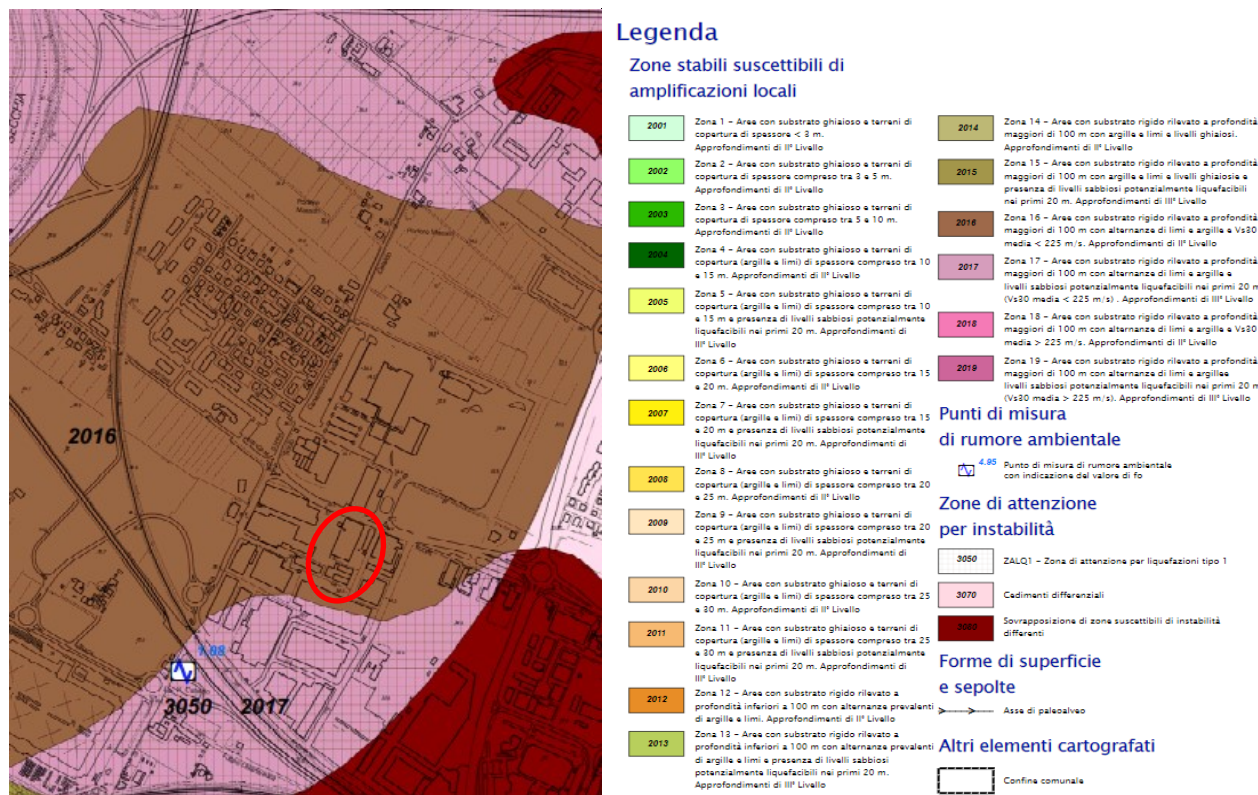 SECCHIA
2016
1.88
3050
2017
Legenda
Zone stabili suscettibili di
amplificazioni locali
2001
Zona 1 - Aree con substrato ghiaioso e terreni di
copertura di spessore < 3 m.
Approfondimenti di II° Livello
2002
Zona 2 - Aree con substrato ghiaioso e terreni di
copertura di spessore compreso tra 3 e 5 m.
Approfondimenti di II° Livello
2003
Zona 3 - Aree con substrato ghiaioso e terreni di
copertura di spessore compreso tra 5 e 10 m.
Approfondimenti di II° Livello
2004
Zona 4 - Aree con substrato ghiaioso e terreni di
copertura (argille e limi) di spessore compreso tra 10
e 15 m. Approfondimenti di II° Livello
2005
Zona 5 - Aree con substrato ghiaioso e terreni di
copertura (argille e limi) di spessore compreso tra 10
e 15 m e presenza di livelli sabbiosi potenzialmente
liquefacibili nei primi 20 m. Approfondimenti di
III° Livello
2006
Zona 6 - Aree con substrato ghiaioso e terreni di
copertura (argille e limi) di spessore compreso tra 15
e 20 m. Approfondimenti di II° Livello
2007
Zona 7 - Aree con substrato ghiaioso e terreni di
copertura (argille e limi) di spessore compreso tra 15
e 20 m e presenza di livelli sabbiosi potenzialmente
liquefacibili nei primi 20 m. Approfondimenti di
III° Livello
2008
Zona 8 - Aree con substrato ghiaioso e terreni di
copertura (argille e limi) di spessore compreso tra 20
e 25 m. Approfondimenti di II° Livello
2009
Zona 9 - Aree con substrato ghiaioso e terreni di
copertura (argille e limi) di spessore compreso tra 20
e 25 m e presenza di livelli sabbiosi potenzialmente
liquefacibili nei primi 20 m. Approfondimenti di
III° Livello
2010
Zona 10 - Aree con substrato ghiaioso e terreni di
copertura (argille e limi) di spessore compreso tra 25
e 30 m. Approfondimenti di II° Livello
2011
Zona 11 - Aree con substrato ghiaioso e terreni di
copertura (argille e limi) di spessore compreso tra 25
e 30 m e presenza di livelli sabbiosi potenzialmente
liquefacibili nei primi 20 m. Approfondimenti di
III° Livello
2012
Zona 12 - Aree con substrato rigido rilevato a
profondità inferiori a 100 m con alternanze prevalenti
di argille e limi. Approfondimenti di II° Livello
2013
Zona 13 - Aree con substrato rigido rilevato a
profondità inferiori a 100 m con alternanze prevalenti
di argille e limi e presenza di livelli sabbiosi
potenzialmente liquefacibili nei primi 20 m.
Approfondimenti di III° Livello
2014
Zona 14 - Aree con substrato rigido rilevato a profondità
maggiori di 100 m con argille e limi e livelli ghiaiosi.
Approfondimenti di II° Livello
2015
Zona 15 - Aree con substrato rigido rilevato a profondità
maggiori di 100 m con argille e limi e livelli ghiaiosie e
presenza di livelli sabbiosi potenzialmente liquefacibili
nei primi 20 m. Approfondimenti di III° Livello
2016
Zona 16 - Aree con substrato rigido rilevato a profondità
maggiori di 100 m con alternanze di limi e argille e Vs30
media < 225 m/s. Approfondimenti di II° Livello
2017
Zona 17 - Aree con substrato rigido rilevato a profondità
maggiori di 100 m con alternanze di limi e argille e
livelli sabbiosi potenzialmente liquefacibili nei primi 20 m
(Vs30 media < 225 m/s) . Approfondimenti di III° Livello
2018
Zona 18 - Aree con substrato rigido rilevato a profondità
maggiori di 100 m con alternanze di limi e argille e Vs30
media > 225 m/s. Approfondimenti di II° Livello
2019
Zona 19 - Aree con substrato rigido rilevato a profondità
maggiori di 100 m con alternanze di limi e argillee
livelli sabbiosi potenzialmente liquefacibili nei primi 20 m
(Vs30 media > 225 m/s). Approfondimenti di III° Livello
Punti di misura
di rumore ambientale
4.95
Punto di misura di rumore ambientale
con indicazione del valore di fo
Zone di attenzione
per instabilità
3050
ZALQ1 - Zona di attenzione per liquefazioni tipo 1
3070
Cedimenti differenziali
3080
Sovrapposizione di zone suscettibili di instabilità
differenti
Forme di superficie
e sepolte
Asse di paleoalveo
Altri elementi cartografati
Confine comunale